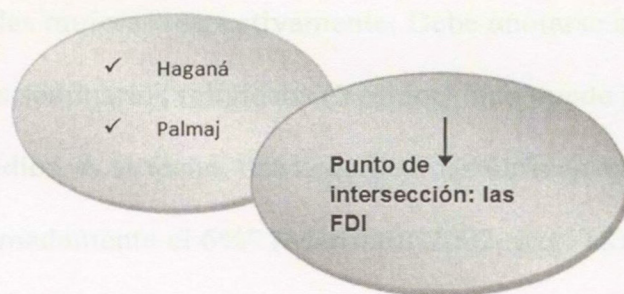 ✓ Haganá
✓ Palmaj
Punto de
intersección: las
FDI